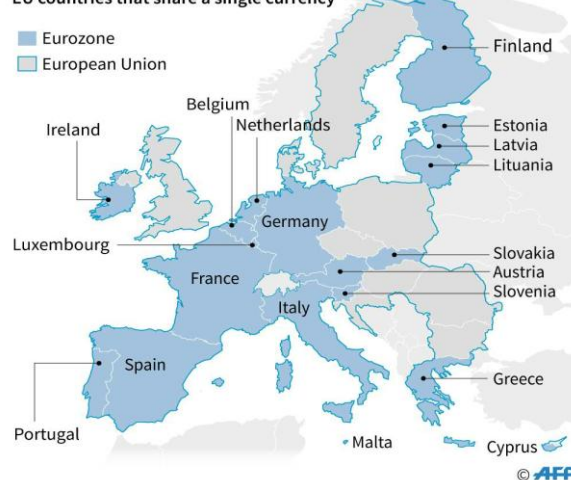 EU countries that share a single currency
Eurozone
European Union
Finland
Belgium
Ireland
Netherlands
Estonia
Latvia
Lituania
Germany
Luxembourg
Slovakia
France
Austria
Slovenia
Italy
Spain
Greece
Portugal
Malta
Cyprus
© AFP